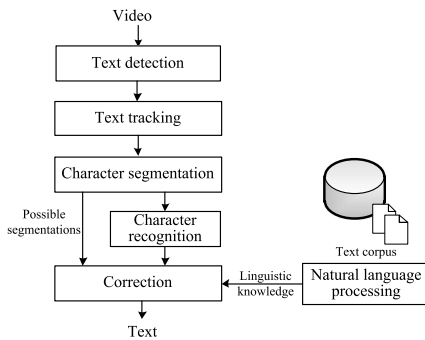 Video
Text detection
Text tracking
Character segmentation
Possible
segmentations
Character
recognition
Text corpus
Correction
Linguistic
knowledge
Natural language
processing
Text